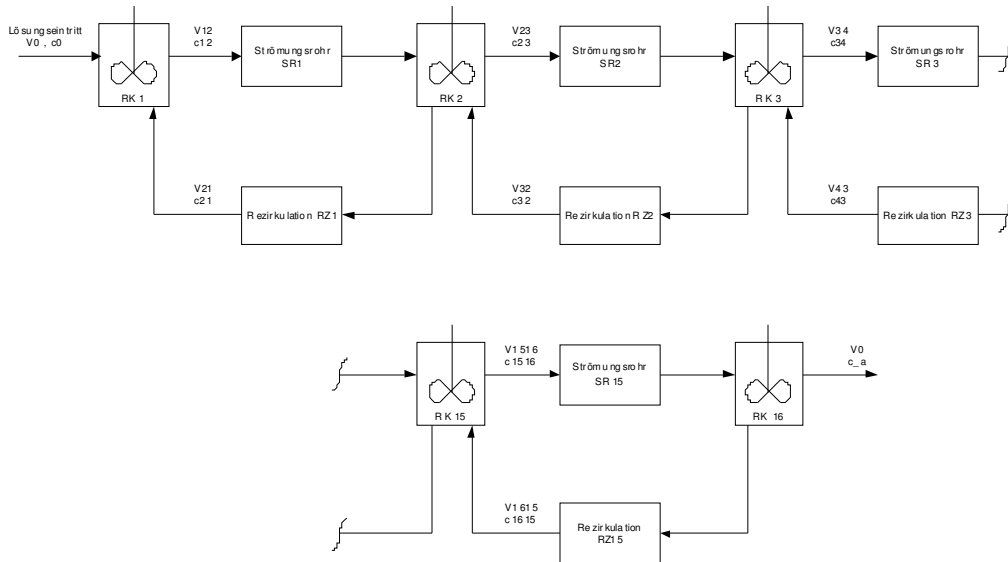 Lösungseintritt
V0 , c0
V12
c12
Strömungsrohr
SR1
V23
c23
Strömungsrohr
SR2
V34
c34
Strömungsrohr
SR 3
RK 1
RK 2
RK 3
V21
c21
Rezirkulation RZ1
V32
c32
Rezirkulation RZ2
V43
c43
Rezirkulation RZ3
V1516
c1516
Strömungsrohr
SR 15
V0
c_a
RK 15
RK 16
V1615
c1615
Rezirkulation
RZ15